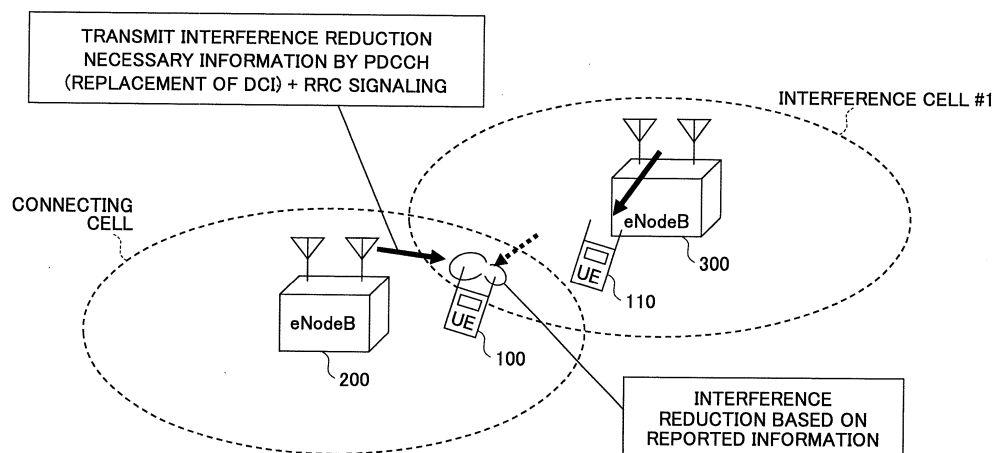 TRANSMIT INTERFERENCE REDUCTION
NECESSARY INFORMATION BY PDCCH
(REPLACEMENT OF DCI) + RRC SIGNALING
INTERFERENCE CELL #1
CONNECTING
CELL
eNodeB
300
UE
110
eNodeB
200
UE
100
INTERFERENCE
REDUCTION BASED ON
REPORTED INFORMATION